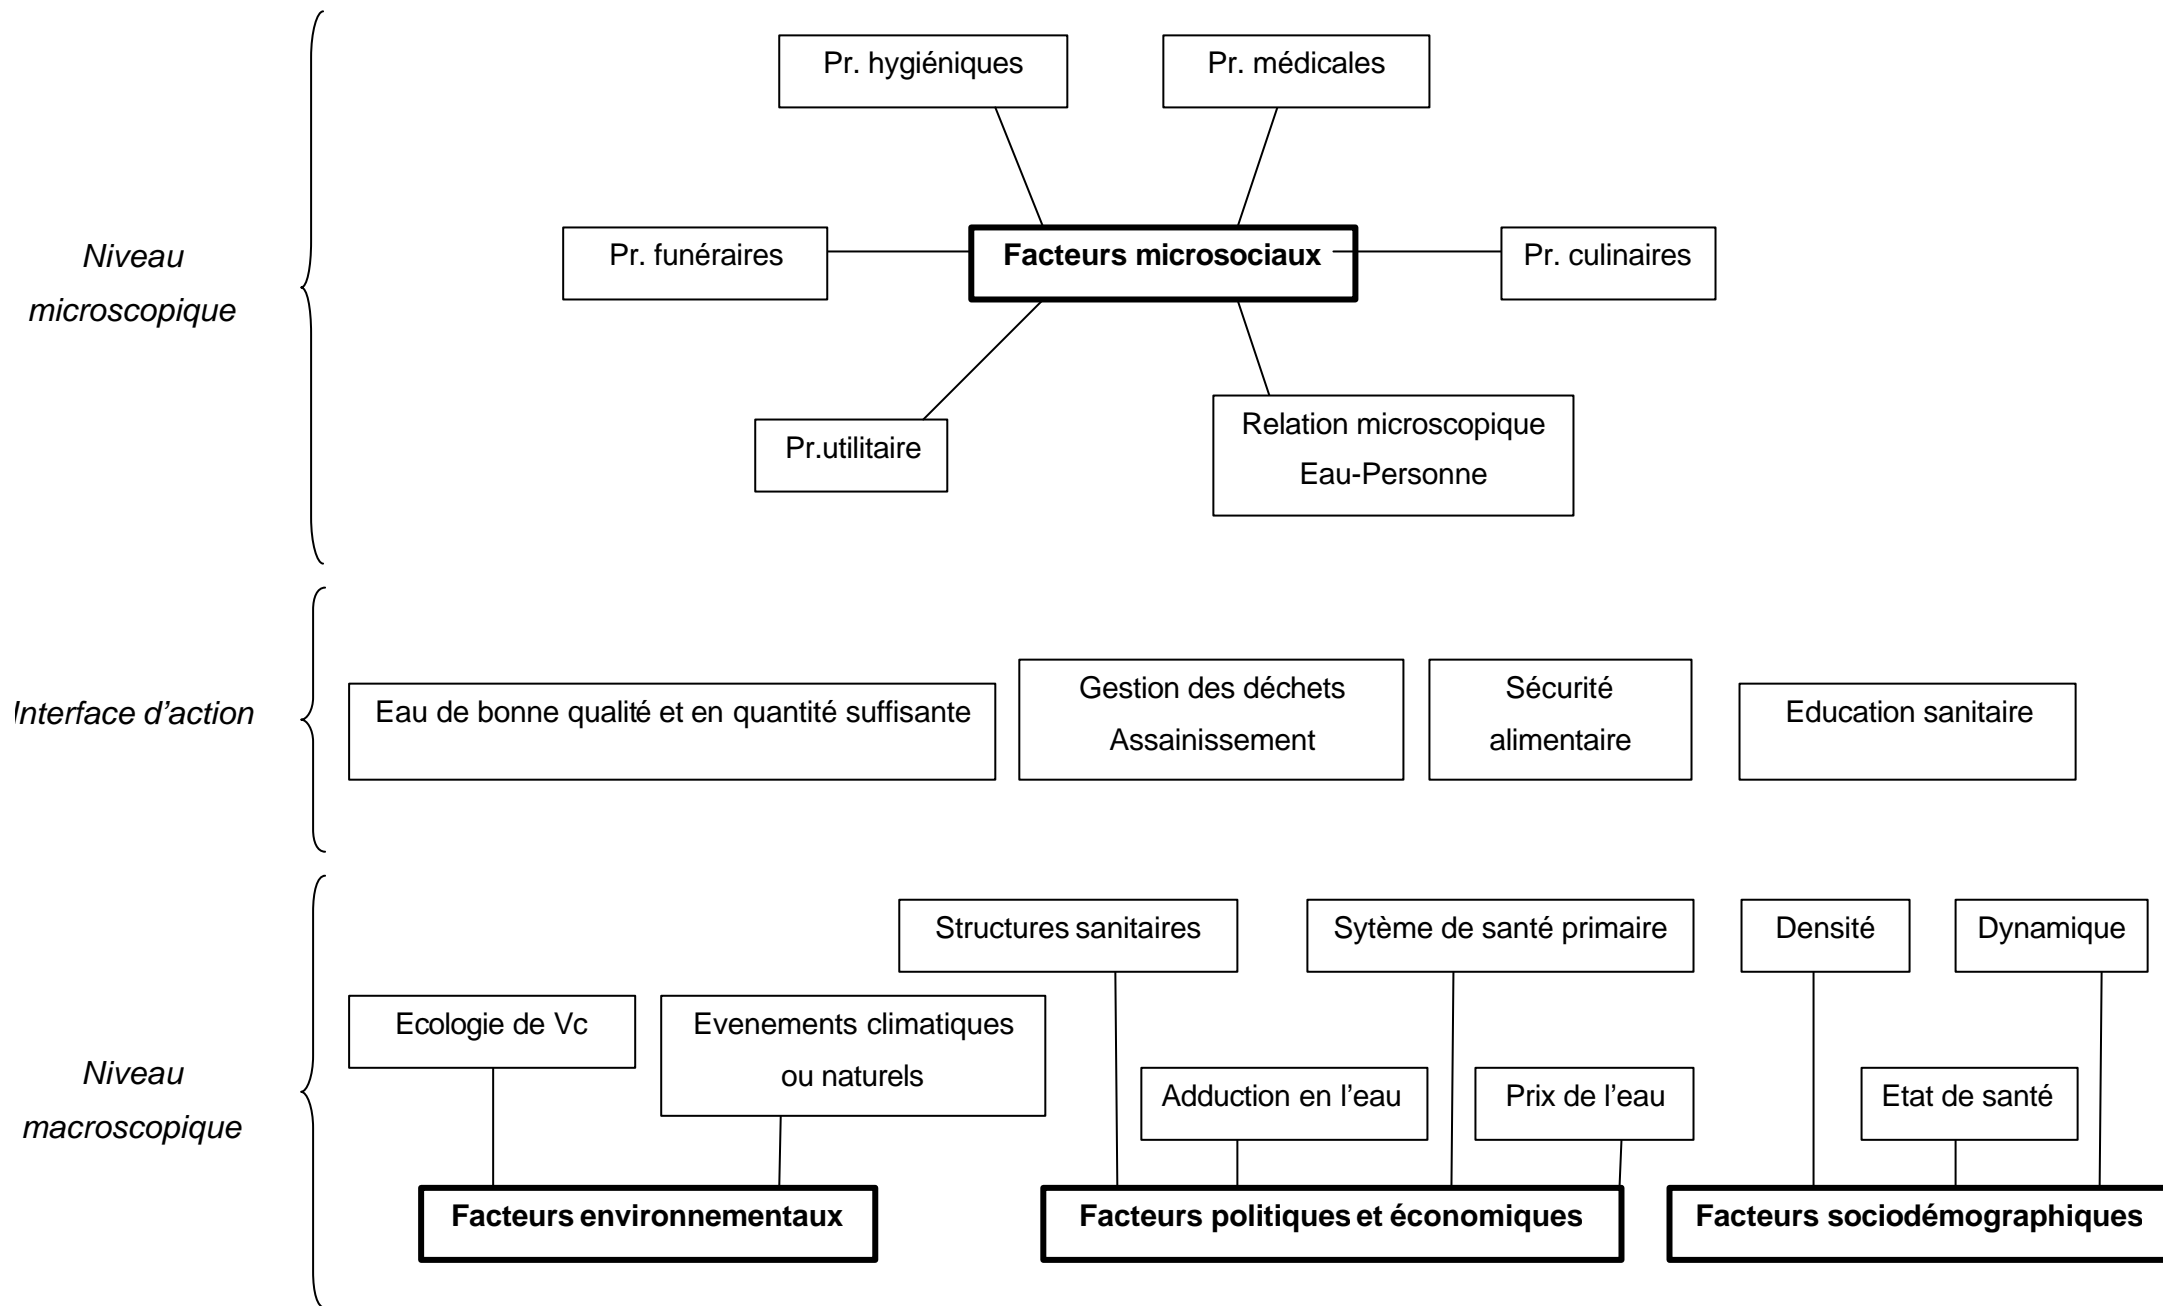 Pr. hygiéniques
Pr. médicales
Niveau
microscopique
Pr. funéraires
Facteurs microsociaux
Pr. culinaires
Pr.utilitaire
Relation microscopique
Eau-Personne
Interface d'action
Eau de bonne qualité et en quantité suffisante
Gestion des déchets
Assainissement
Sécurité
alimentaire
Education sanitaire
Niveau
macroscopique
Structures sanitaires
Sytème de santé primaire
Densité
Dynamique
Ecologie de Vc
Evenements climatiques
ou naturels
Adduction en l'eau
Prix de l'eau
Etat de santé
Facteurs environnementaux
Facteurs politiques et économiques
Facteurs sociodémographiques